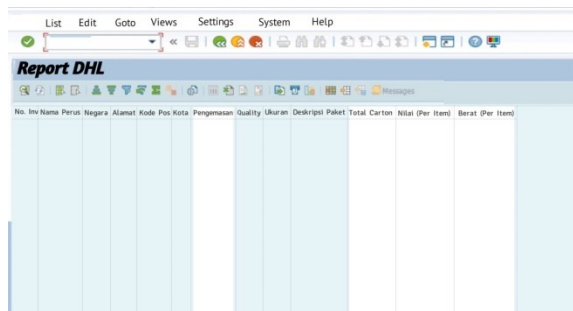 List Edit Goto Views Settings System Help
«
Report DHL
Messages
No. Inv Nama Perus Negara Alamat Kode Pos Kota Pengemasan Quality Ukuran Deskripsi Paket Total Carton Nilai (Per Item) Berat (Per Item)